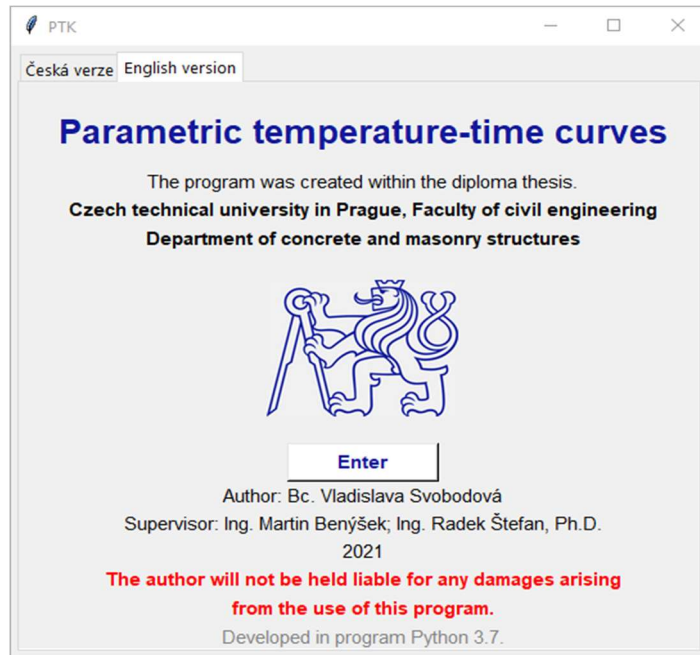 PTK
Česká verze English version
Parametric temperature-time curves
The program was created within the diploma thesis.
Czech technical university in Prague, Faculty of civil engineering
Department of concrete and masonry structures
Enter
Author: Bc. Vladislava Svobodová
Supervisor: Ing. Martin Benýšek; Ing. Radek Štefan, Ph.D.
2021
The author will not be held liable for any damages arising
from the use of this program.
Developed in program Python 3.7.